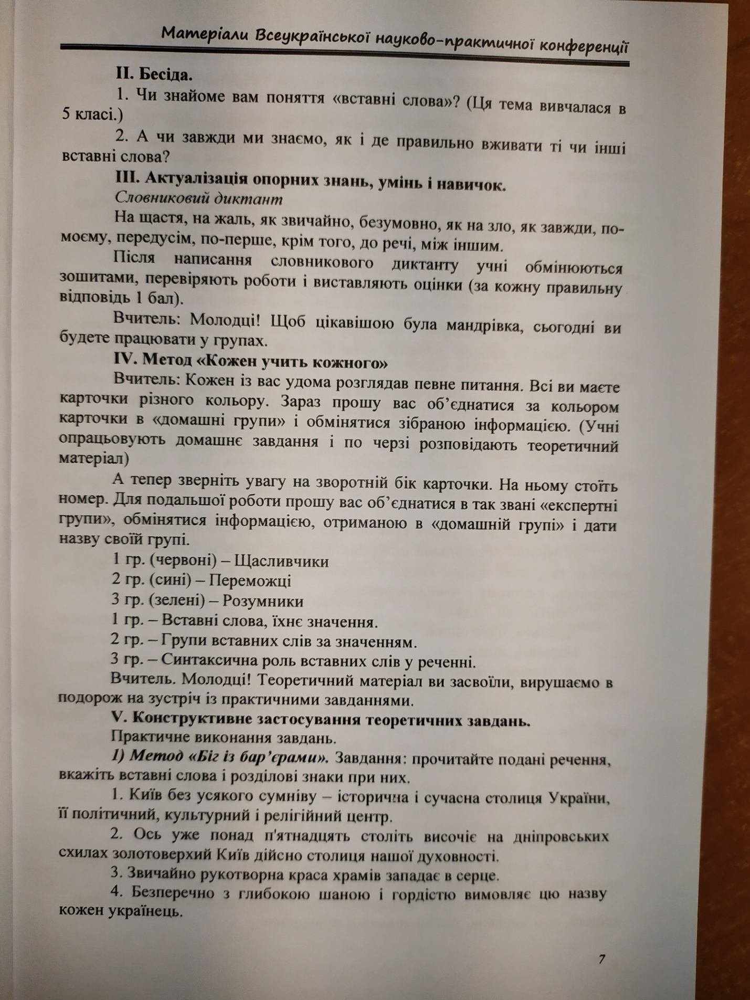 Матеріали Всеукраїнської науково-практичної конференції
ІІ. Бесіда.
1. Чи знайоме вам поняття «вставні слова»? (Ця тема вивчалася в
5 класі.)
2. А чи завжди ми знаємо, як і де правильно вживати ті чи інші
вставні слова?
ІІІ. Актуалізація опорних знань, умінь і навичок.
Словниковий диктант
На щастя, на жаль, як звичайно, безумовно, як на зло, як завжди, по-
моєму, передусім, по-перше, крім того, до речі, між іншим.
Після написання словникового диктанту учні обмінюються
зошитами, перевіряють роботи і виставляють оцінки (за кожну правильну
відповідь 1 бал).
Вчитель: Молодці! Щоб цікавішою була мандрівка, сьогодні ви
будете працювати у групах.
IV. Метод «Кожен учить кожного»
Вчитель: Кожен із вас удома розглядав певне питання. Всі ви маєте
карточки різного кольору. Зараз прошу вас об’єднатися за кольором
карточки в «домашні групи» і обмінятися зібраною інформацією. (Учні
опрацьовують домашнє завдання і по черзі розповідають теоретичний
матеріал)
А тепер зверніть увагу на зворотній бік карточки. На ньому стоїть
номер. Для подальшої роботи прошу вас об’єднатися в так звані «експертні
групи», обмінятися інформацією, отриманою в «домашній групі» і дати
назву своїй групі.
1 гр. (червоні) – Щасливчики
2 гр. (сині) – Переможці
3 гр. (зелені) – Розумники
1 гр. – Вставні слова, їхнє значення.
2 гр. – Групи вставних слів за значенням.
3 гр. – Синтаксична роль вставних слів у реченні.
Вчитель. Молодці! Теоретичний матеріал ви засвоїли, вирушаємо в
подорож на зустріч із практичними завданнями.
V. Конструктивне застосування теоретичних завдань.
Практичне виконання завдань.
1) Метод «Біг із бар’єрами». Завдання: прочитайте подані речення,
вкажіть вставні слова і розділові знаки при них.
1. Київ без усякого сумніву – історична і сучасна столиця України,
її політичний, культурний і релігійний центр.
2. Ось уже понад п'ятнадцять століть височіє на дніпровських
схилах золотоверхий Київ дійсно столиця нашої духовності.
3. Звичайно рукотворна краса храмів западає в серце.
4. Безперечно з глибокою шаною і гордістю вимовляє цю назву
кожен українець.
7